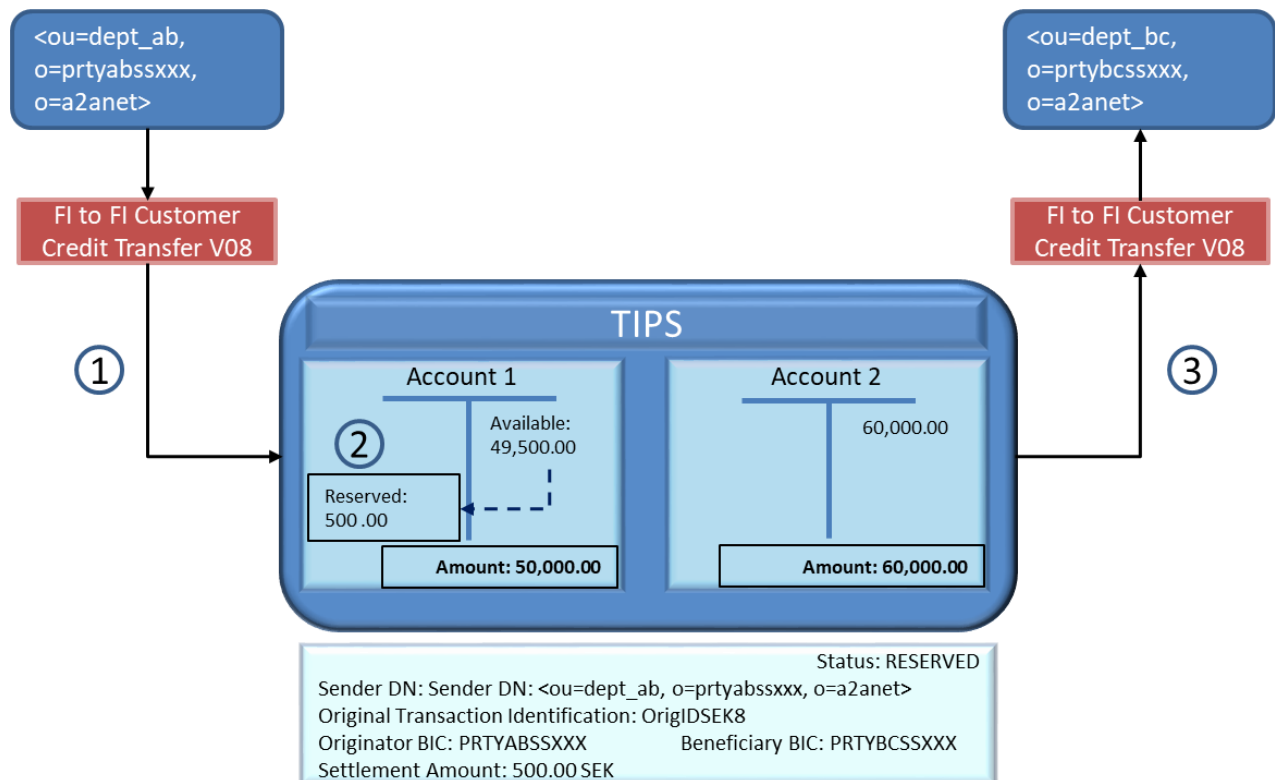 <ou=dept_ab,
o=prtyabssxxx,
o=a2anet>
<ou=dept_bc,
o=prtybcssxxx,
o=a2anet>
FI to FI Customer
Credit Transfer V08
FI to FI Customer
Credit Transfer V08
TIPS
1
3
Account 1
2
Available:
49,500.00
Reserved:
500 .00
Amount: 50,000.00
Account 2
60,000.00
Amount: 60,000.00
Status: RESERVED
Sender DN: Sender DN: <ou=dept_ab, o=prtyabssxxx, o=a2anet>
Original Transaction Identification: OrigIDSEK8
Originator BIC: PRTYABSSXXX Beneficiary BIC: PRTYBCSSXXX
Settlement Amount: 500.00 SEK